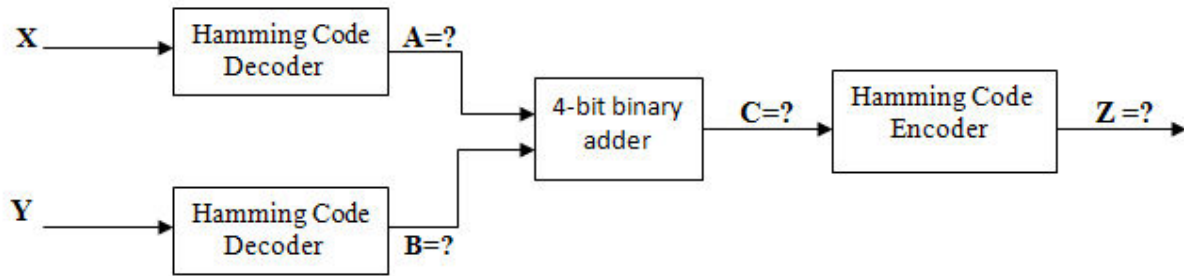 X
Hamming Code
Decoder
A=?
4-bit binary
adder
C=?
Hamming Code
Encoder
Z =?
Y
Hamming Code
Decoder
B=?